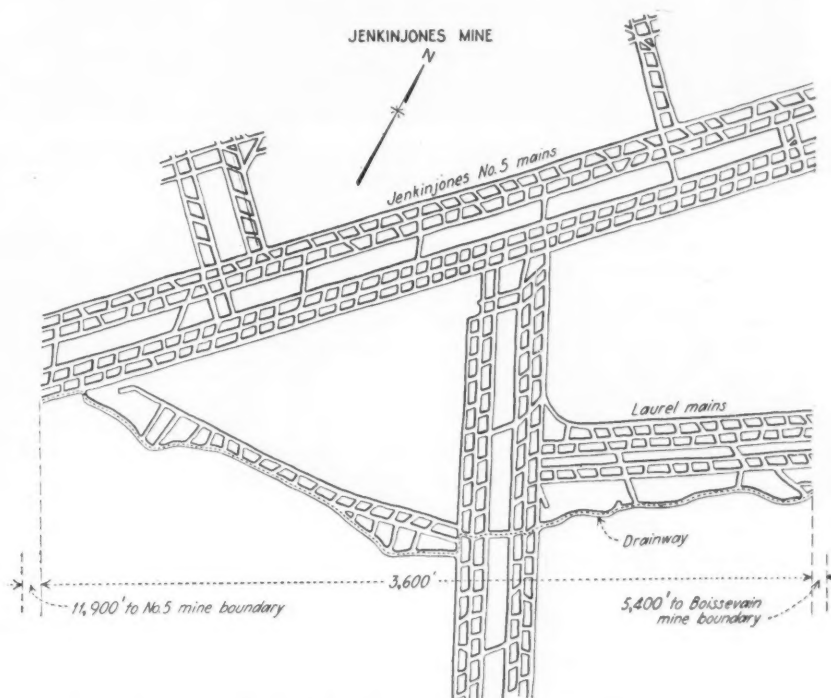 JENKINJONES MINE
N
Jenkinjones No.5 mains
Laurel mains
Drainway
3,600'
11,900' to No.5 mine boundary
5,400' to Boissevain
mine boundary